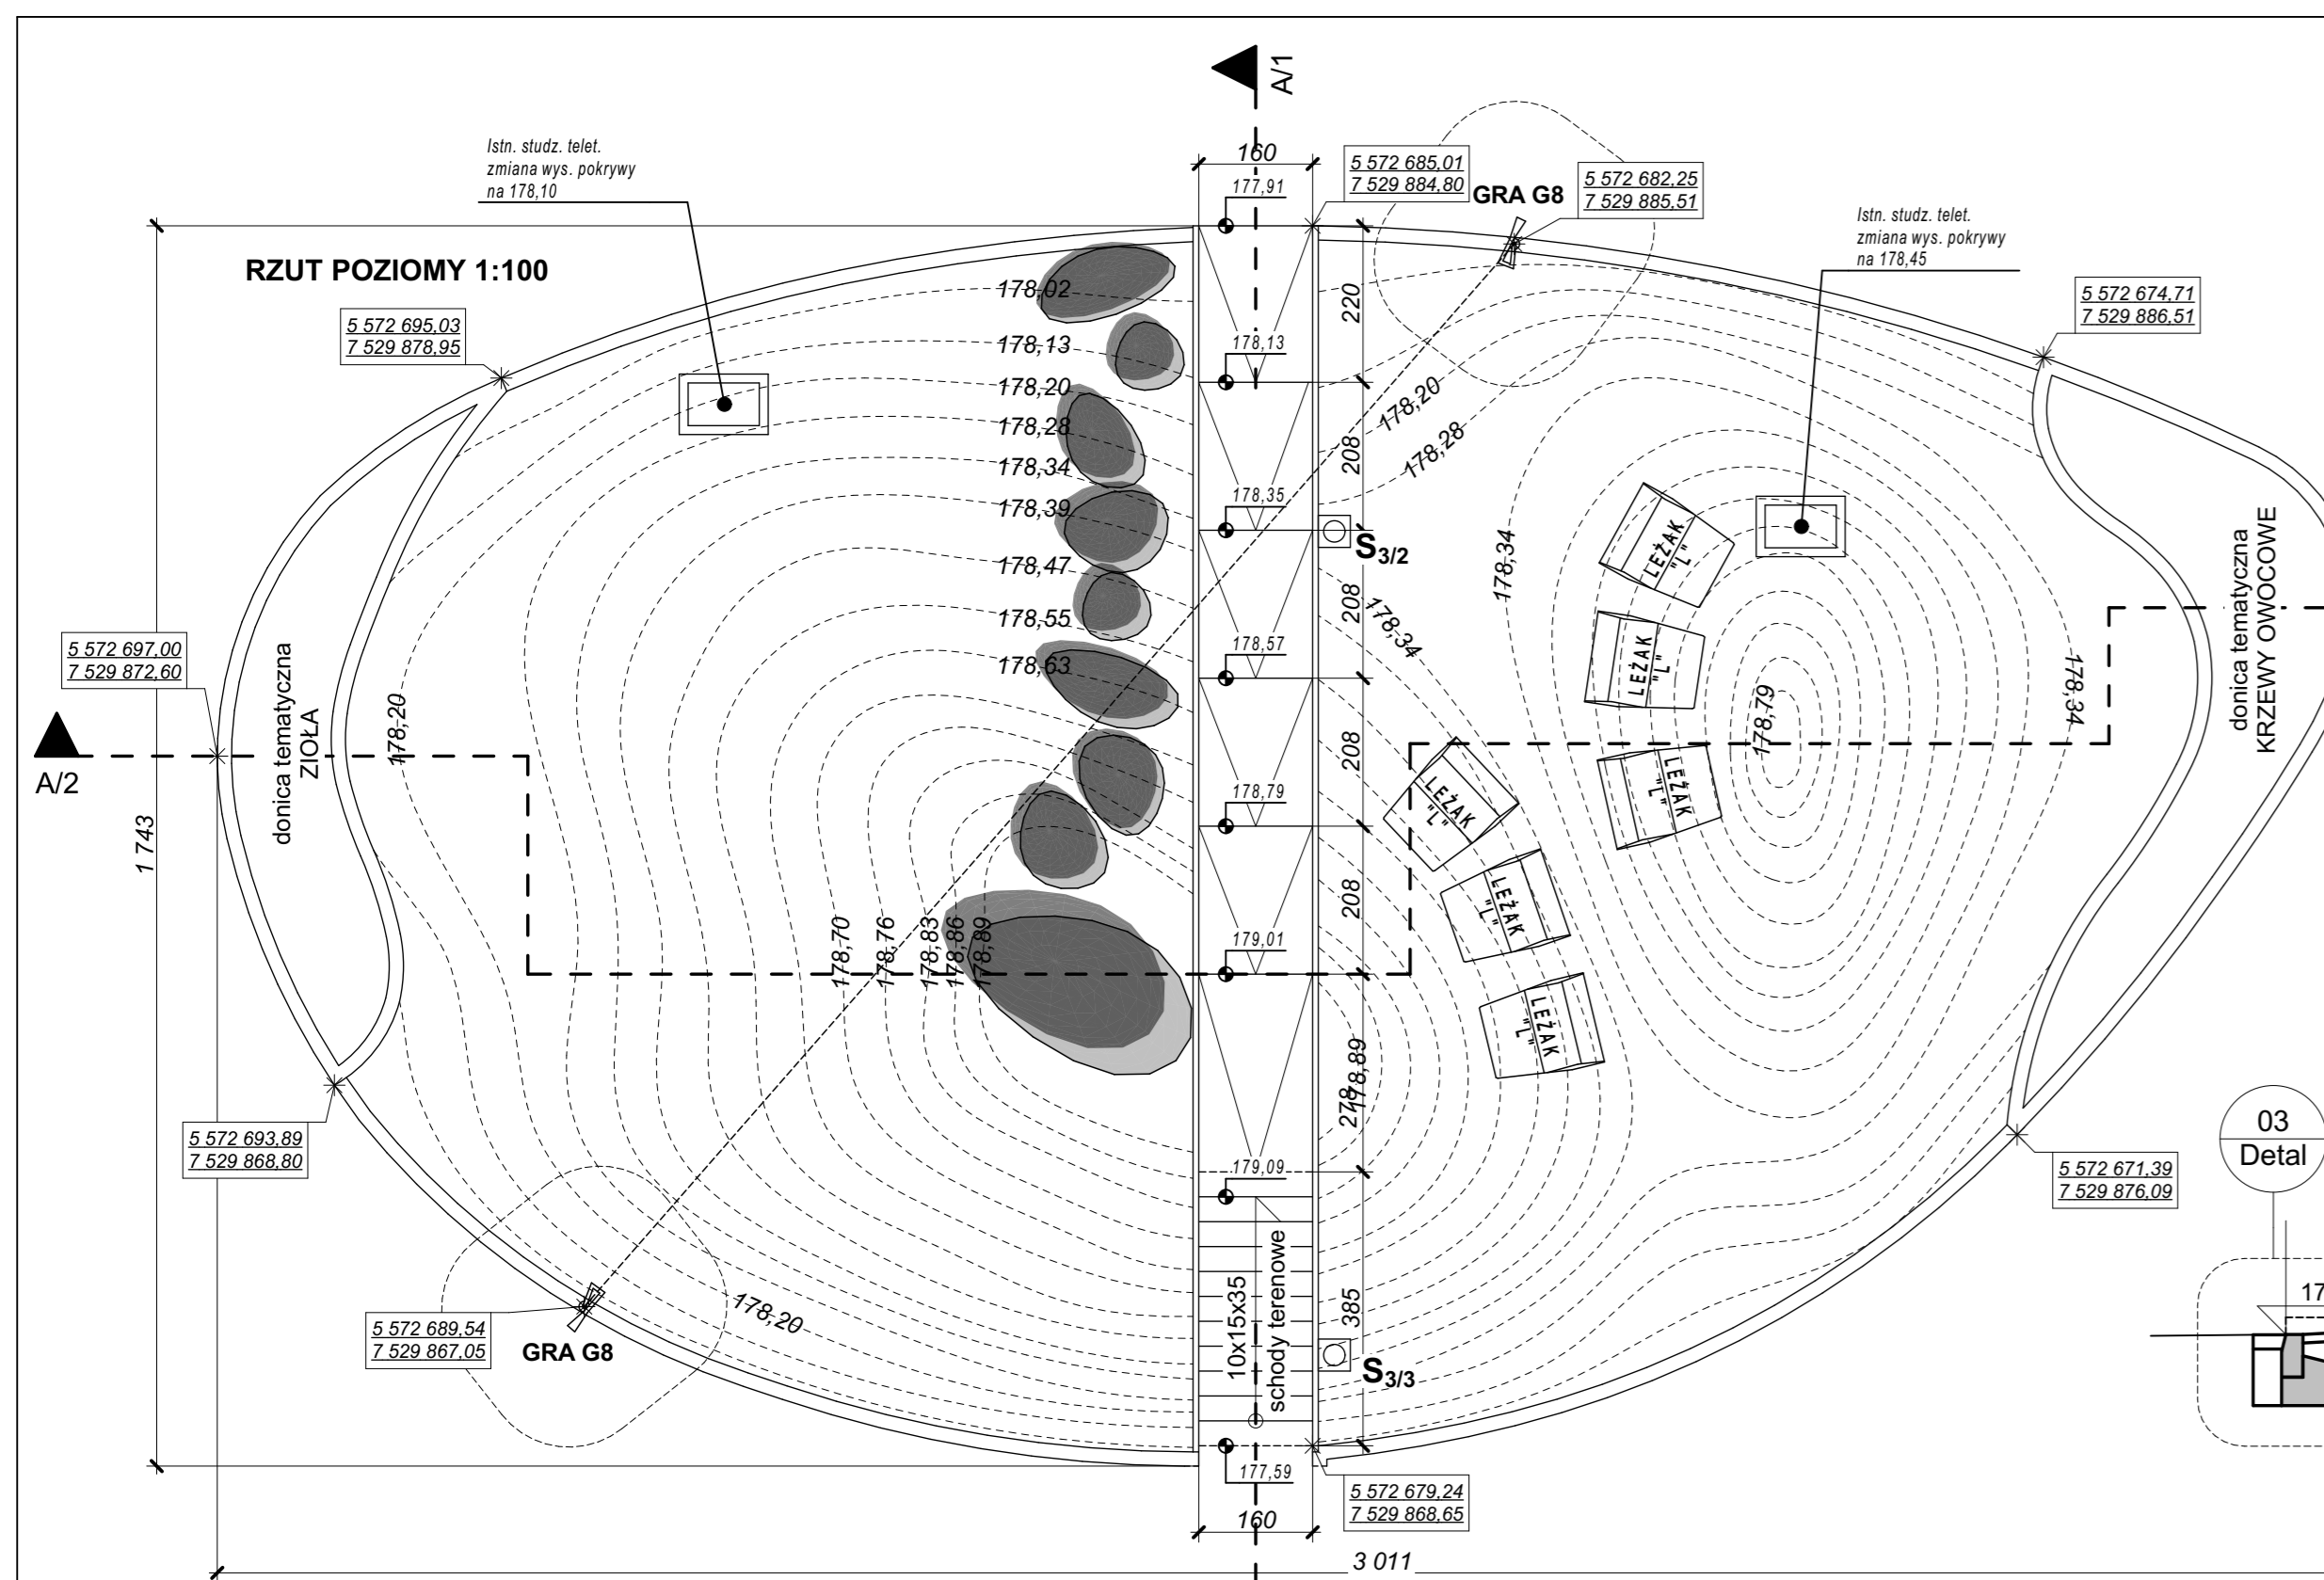 A/1
Istn. studz. telet.
zmiana wys. pokrywy
na 178,10
160
177,91
5 572 685,01
7 529 884,80
GRA G8
5 572 682,25
7 529 885,51
Istn. studz. telet.
zmiana wys. pokrywy
na 178,45
RZUT POZIOMY 1:100
5 572 695,03
7 529 878,95
5 572 674,71
7 529 886,51
178,02
178,13
178,20
178,28
178,34
178,39
178,47
178,55
178,63
220
208
208
208
208
278
385
178,13
178,35
178,57
178,79
179,01
179,09
177,59
178,20
178,28
178,34
178,34
178,79
178,34
178,89
S3/2
LEŻAK
"L"
LEŻAK
"L"
LEŻAK
"L"
LEŻAK
"L"
LEŻAK
"L"
LEŻAK
"L"
donica tematyczna
KRZEWY OWOCOWE
5 572 697,00
7 529 872,60
donica tematyczna
ZIOŁA
178,20
A/2
1 743
178,70
178,76
178,83
178,86
178,89
5 572 693,89
7 529 868,80
03
Detal
5 572 671,39
7 529 876,09
17
10x15x35
schody terenowe
178,20
5 572 689,54
7 529 867,05
GRA G8
S3/3
5 572 679,24
7 529 868,65
160
3 011